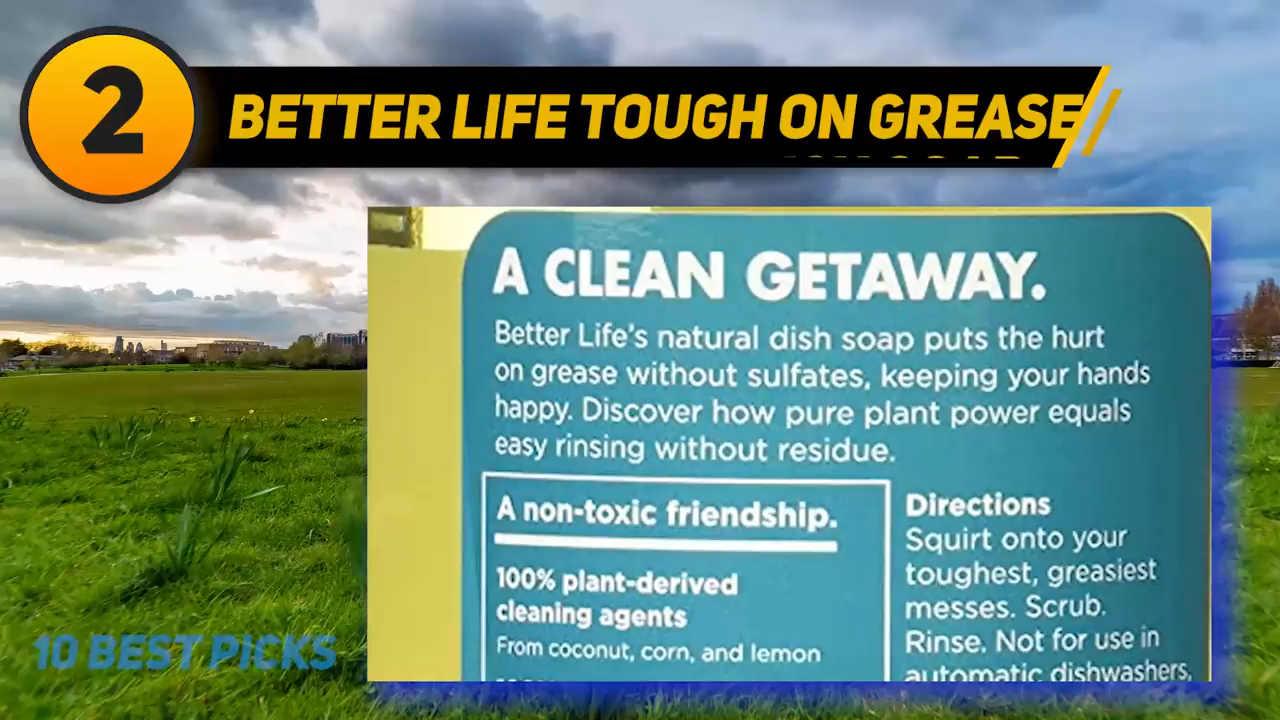 2
BETTER LIFE TOUGH ON GREASE
A CLEAN GETAWAY.
Better Life's natural dish soap puts the hurt
on grease without sulfates, keeping your hands
happy. Discover how pure plant power equals
easy rinsing without residue.
A non-toxic friendship.
100% plant-derived
cleaning agents
From coconut, corn, and lemon
Directions
Squirt onto your
toughest, greasiest
messes. Scrub.
Rinse. Not for use in
automatic dishwashers,
10 BEST PICKS